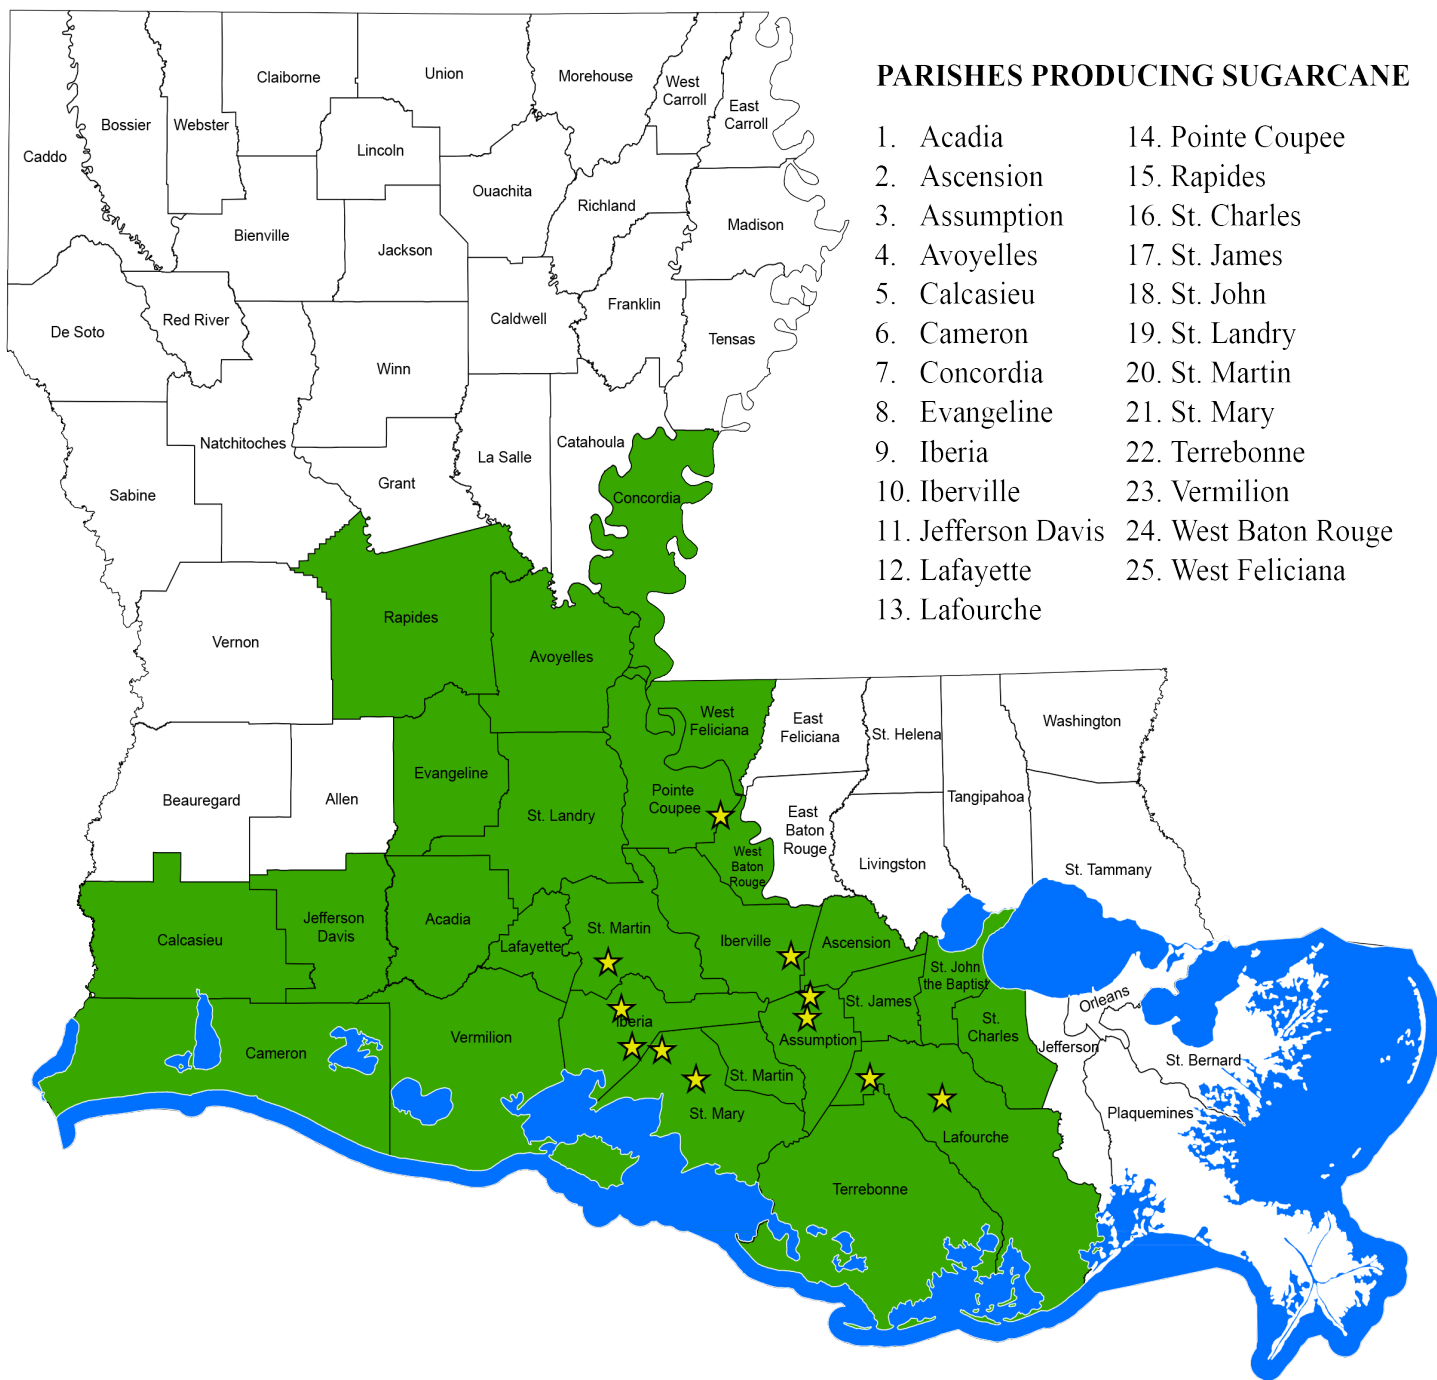 PARISHES PRODUCING SUGARCANE
1. Acadia
2. Ascension
3. Assumption
4. Avoyelles
5. Calcasieu
6. Cameron
7. Concordia
8. Evangeline
9. Iberia
10. Iberville
11. Jefferson Davis
12. Lafayette
13. Lafourche
14. Pointe Coupee
15. Rapides
16. St. Charles
17. St. James
18. St. John
19. St. Landry
20. St. Martin
21. St. Mary
22. Terrebonne
23. Vermilion
24. West Baton Rouge
25. West Feliciana
Caddo
Bossier
Webster
Claiborne
Union
Morehouse
West
Carroll
East
Carroll
Lincoln
Ouachita
Richland
Madison
Bienville
Jackson
De Soto
Red River
Caldwell
Franklin
Tensas
Winn
Natchitoches
Sabine
Grant
La Salle
Catahoula
Concordia
Vernon
Rapides
Avoyelles
West
Feliciana
East
Feliciana
St. Helena
Washington
Beauregard
Allen
Evangeline
St. Landry
Pointe
Coupee
West
Baton
Rouge
East
Baton
Rouge
Tangipahoa
Livingston
St. Tammany
Calcasieu
Jefferson
Davis
Acadia
Lafayette
St. Martin
Iberville
Ascension
St. John
the Baptist
St. James
St.
Charles
Orleans
Jefferson
St. Bernard
Plaquemines
Cameron
Vermilion
Iberia
Assumption
St. Martin
St. Mary
Lafourche
Terrebonne